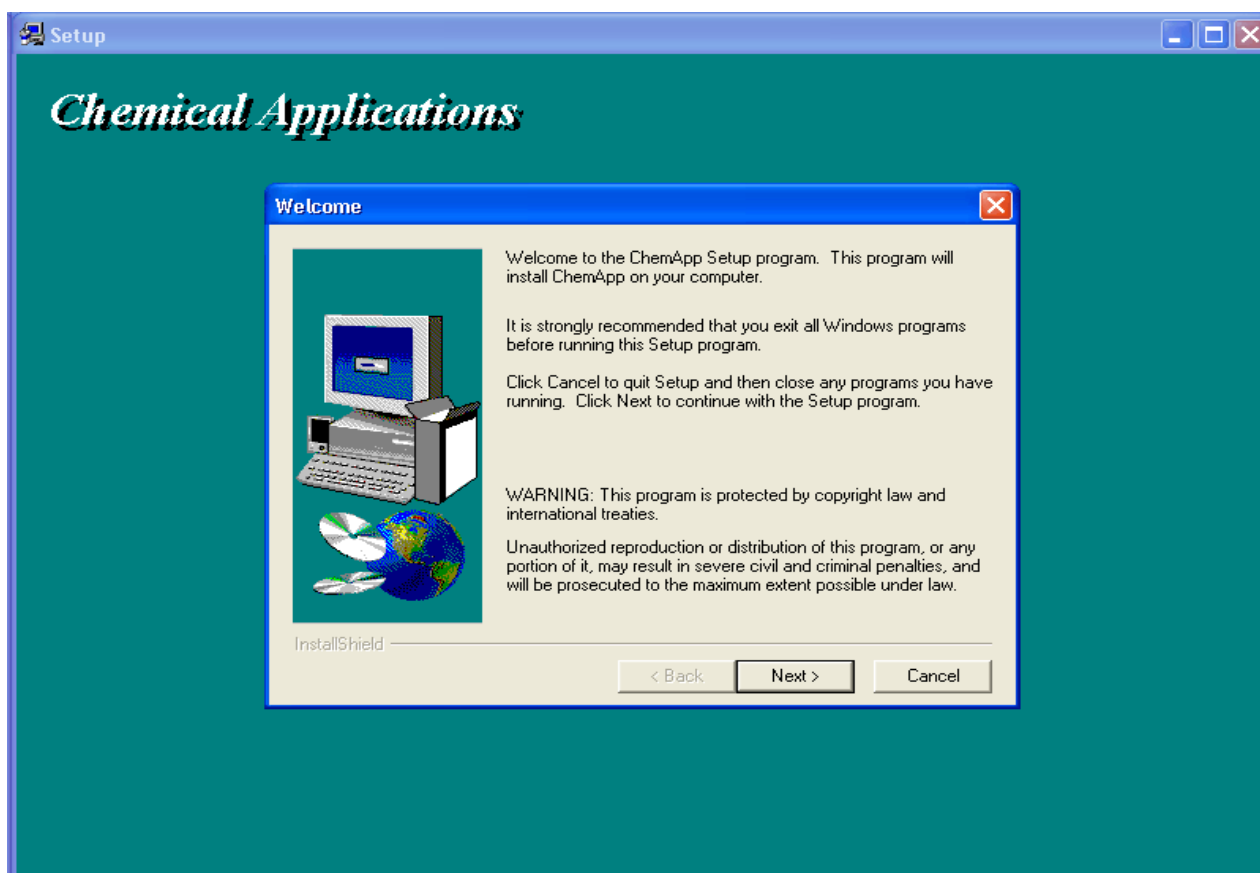 Setup
Chemical Applications
Welcome
Welcome to the ChemApp Setup program. This program will
install ChemApp on your computer.
It is strongly recommended that you exit all Windows programs
before running this Setup program.
Click Cancel to quit Setup and then close any programs you have
running. Click Next to continue with the Setup program.
WARNING: This program is protected by copyright law and
international treaties.
Unauthorized reproduction or distribution of this program, or any
portion of it, may result in severe civil and criminal penalties, and
will be prosecuted to the maximum extent possible under law.
InstallShield
< Back Next > Cancel